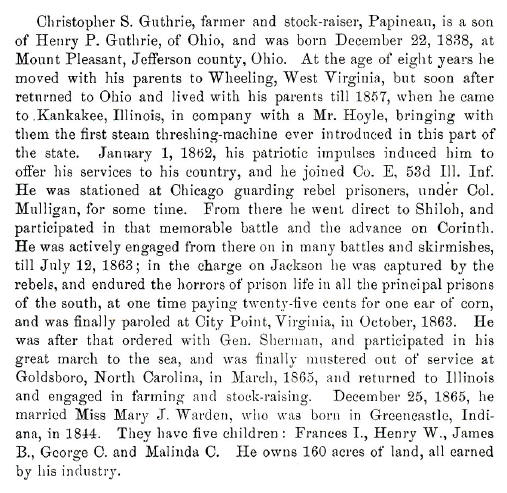 Christopher S. Guthrie, farmer and stock-raiser, Papineau, is a son
of Henry P. Guthrie, of Ohio, and was born December 22, 1838, at
Mount Pleasant, Jefferson county, Ohio. At the age of eight years he
moved with his parents to Wheeling, West Virginia, but soon after
returned to Ohio and lived with his parents till 1857, when he came
to Kankakee, Illinois, in company with a Mr. Hoyle, bringing with
them the first steam threshing-machine ever introduced in this part of
the state. January 1, 1862, his patriotic impulses induced him to
offer his services to his country, and he joined Co. E, 53d Ill. Inf.
He was stationed at Chicago guarding rebel prisoners, under Col.
Mulligan, for some time. From there he went direct to Shiloh, and
participated in that memorable battle and the advance on Corinth.
He was actively engaged from there on in many battles and skirmishes,
till July 12, 1863; in the charge on Jackson he was captured by the
rebels, and endured the horrors of prison life in all the principal prisons
of the south, at one time paying twenty-five cents for one ear of corn,
and was finally paroled at City Point, Virginia, in October, 1863. He
was after that ordered with Gen. Sherman, and participated in his
great march to the sea, and was finally mustered out of service at
Goldsboro, North Carolina, in March, 1865, and returned to Illinois
and engaged in farming and stock-raising. December 25, 1865, he
married Miss Mary J. Warden, who was born in Greencastle, Indi-
ana, in 1844. They have five children: Frances I., Henry W., James
B., George C. and Malinda C. He owns 160 acres of land, all earned
by his industry.